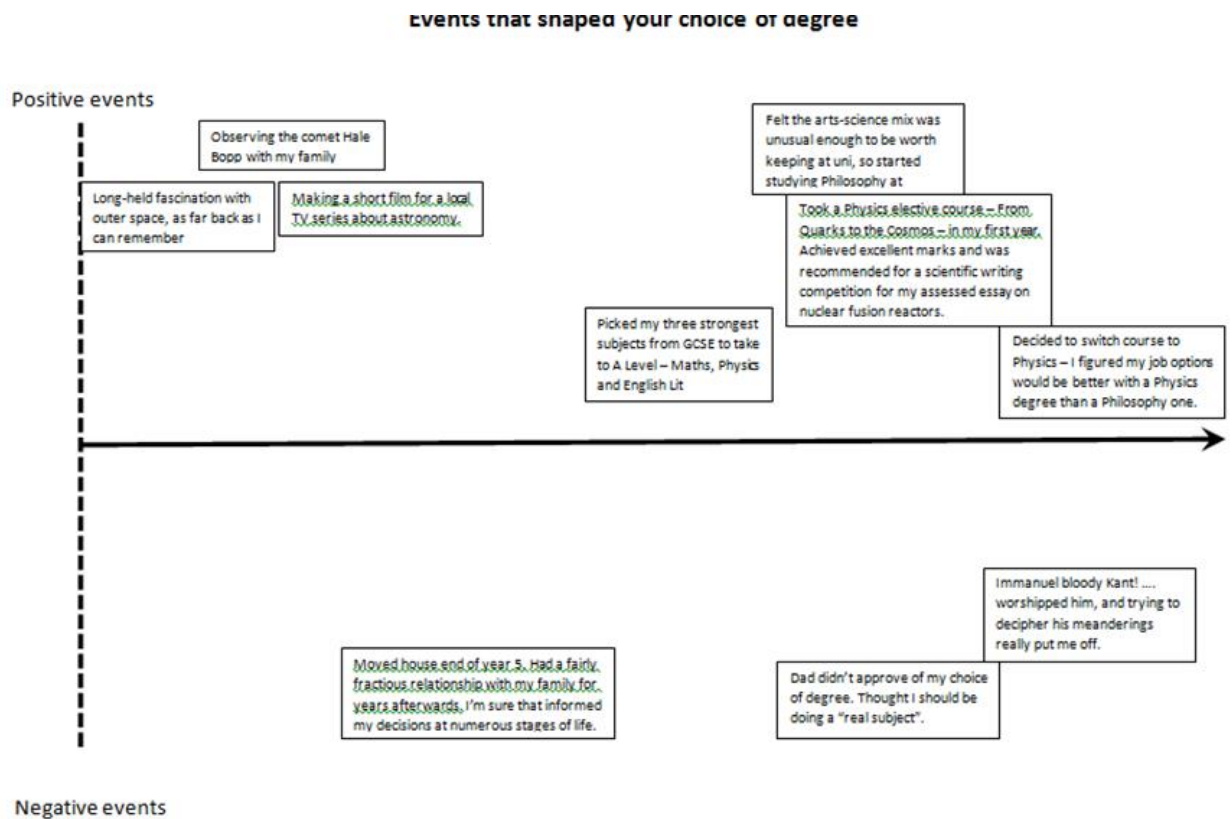 Events that shaped your choice of degree
Positive events
Observing the comet Hale
Bopp with my family
Long-held fascination with
outer space, as far back as I
can remember
Making a short film for a local
TV series about astronomy.
Felt the arts-science mix was
unusual enough to be worth
keeping at uni, so started
studying Philosophy at
Took a Physics elective course – From
Quarks to the Cosmos – in my first year.
Achieved excellent marks and was
recommended for a scientific writing
competition for my assessed essay on
nuclear fusion reactors.
Picked my three strongest
subjects from GCSE to take
to A Level – Maths, Physics
and English Lit
Decided to switch course to
Physics – I figured my job options
would be better with a Physics
degree than a Philosophy one.
Immanuel bloody Kant! ....
worshipped him, and trying to
decipher his meanderings
really put me off.
Moved house end of year 5. Had a fairly
fractious relationship with my family for
years afterwards. I'm sure that informed
my decisions at numerous stages of life.
Dad didn't approve of my choice
of degree. Thought I should be
doing a "real subject".
Negative events